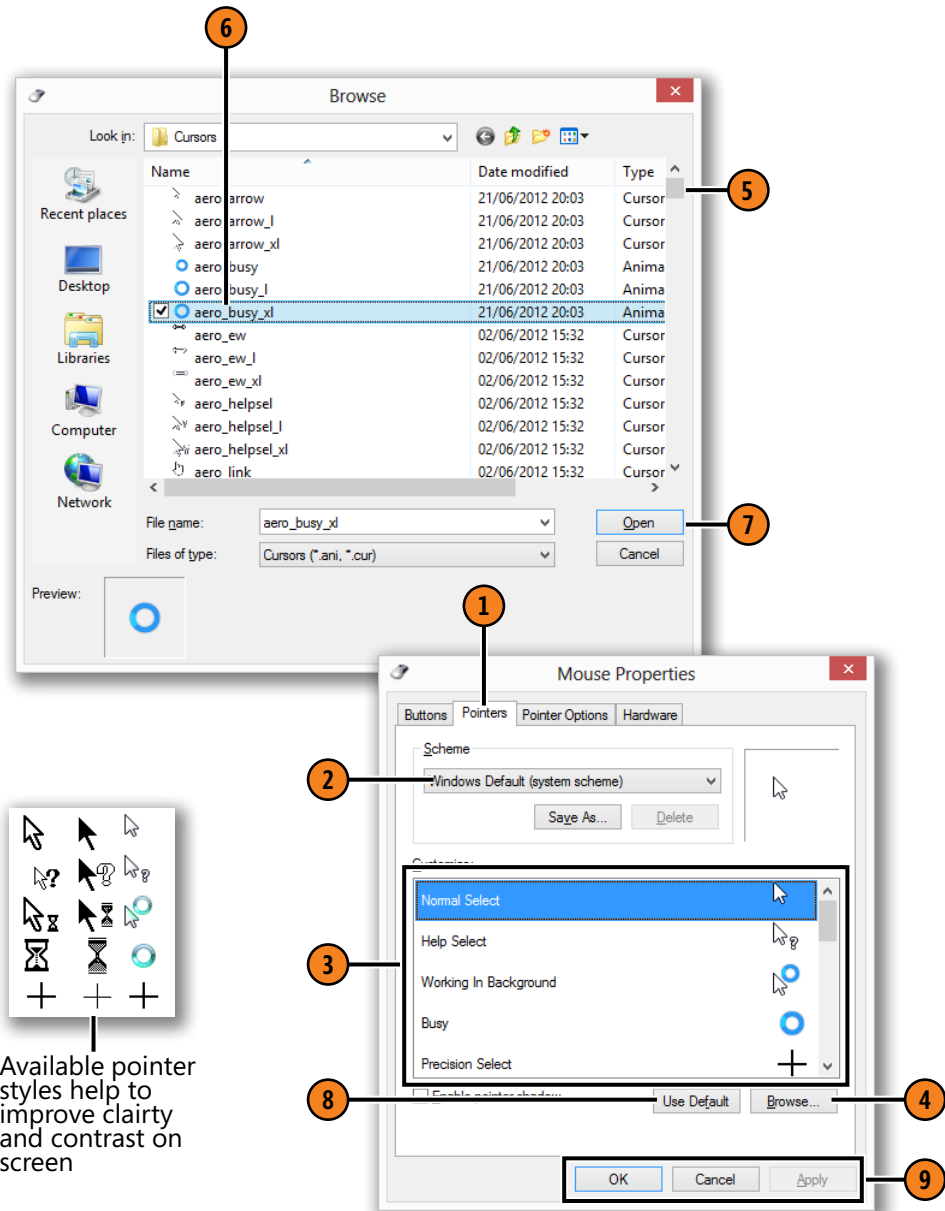 6
Browse
Look in: Cursors
Name Date modified Type
5
Recent places
Desktop
Libraries
Computer
Network
aero_arrow 21/06/2012 20:03 Cursor
aero_arrow_l 21/06/2012 20:03 Cursor
aero_arrow_xl 21/06/2012 20:03 Cursor
aero_busy 21/06/2012 20:03 Anima
aero_busy_l 21/06/2012 20:03 Anima
aero_busy_xl 21/06/2012 20:03 Anima
aero_ew 02/06/2012 15:32 Cursor
aero_ew_l 02/06/2012 15:32 Cursor
aero_ew_xl 02/06/2012 15:32 Cursor
aero_helpsel 02/06/2012 15:32 Cursor
aero_helpsel_l 02/06/2012 15:32 Cursor
aero_helpsel_xl 02/06/2012 15:32 Cursor
aero_link 02/06/2012 15:32 Cursor
File name: aero_busy_xl Open
7
Files of type: Cursors (*.ani, *.cur) Cancel
Preview:
1
Mouse Properties
Buttons Pointers Pointer Options Hardware
Scheme
2
Windows Default (system scheme)
Save As... Delete
Customize:
3
Normal Select
Help Select
Working In Background
Busy
Precision Select
8
Enable pointer shadow
Use Default Browse...
4
OK Cancel Apply
9
Available pointer
styles help to
improve clairty
and contrast on
screen